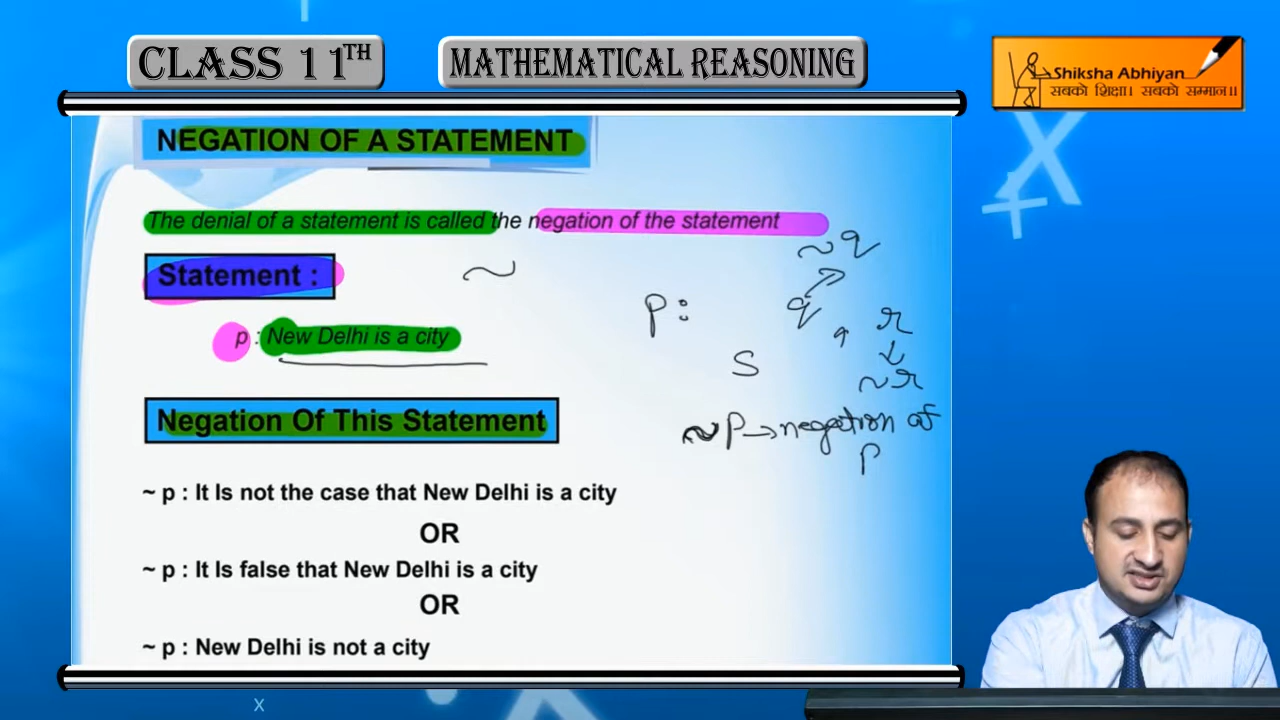 CLASS 11TH
MATHEMATICAL REASONING
Shiksha Abhiyan
सबको शिक्षा। सबको सम्मान।।
NEGATION OF A STATEMENT
The denial of a statement is called the negation of the statement
~q
Statement :
~
p:
q
,
r
p : New Delhi is a city
s
~r
Negation Of This Statement
~p → negation of
p
~ p : It Is not the case that New Delhi is a city
OR
~ p : It Is false that New Delhi is a city
OR
~ p : New Delhi is not a city